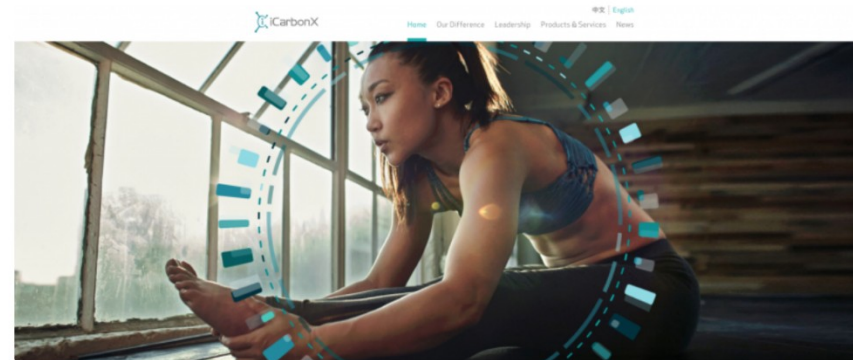 中文 | English
iCarbonX
Home Our Difference Leadership Products & Services News